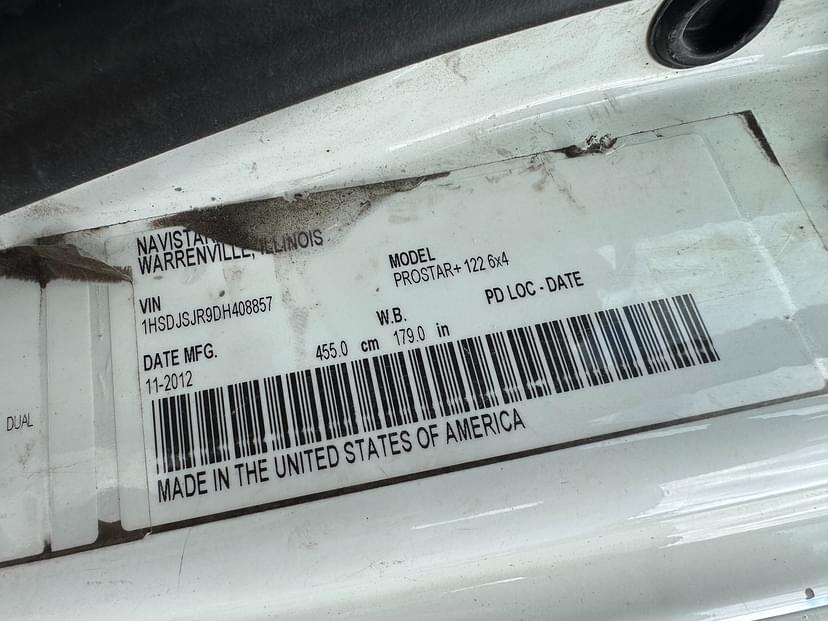 NAVISTAR
WARRENVILLE, ILLINOIS
MODEL
PROSTAR+ 122 6x4
VIN
1HSDJSJR9DH408857
W.B.
PD LOC - DATE
DATE MFG.
455.0 cm 179.0 in
11-2012
MADE IN THE UNITED STATES OF AMERICA
DUAL